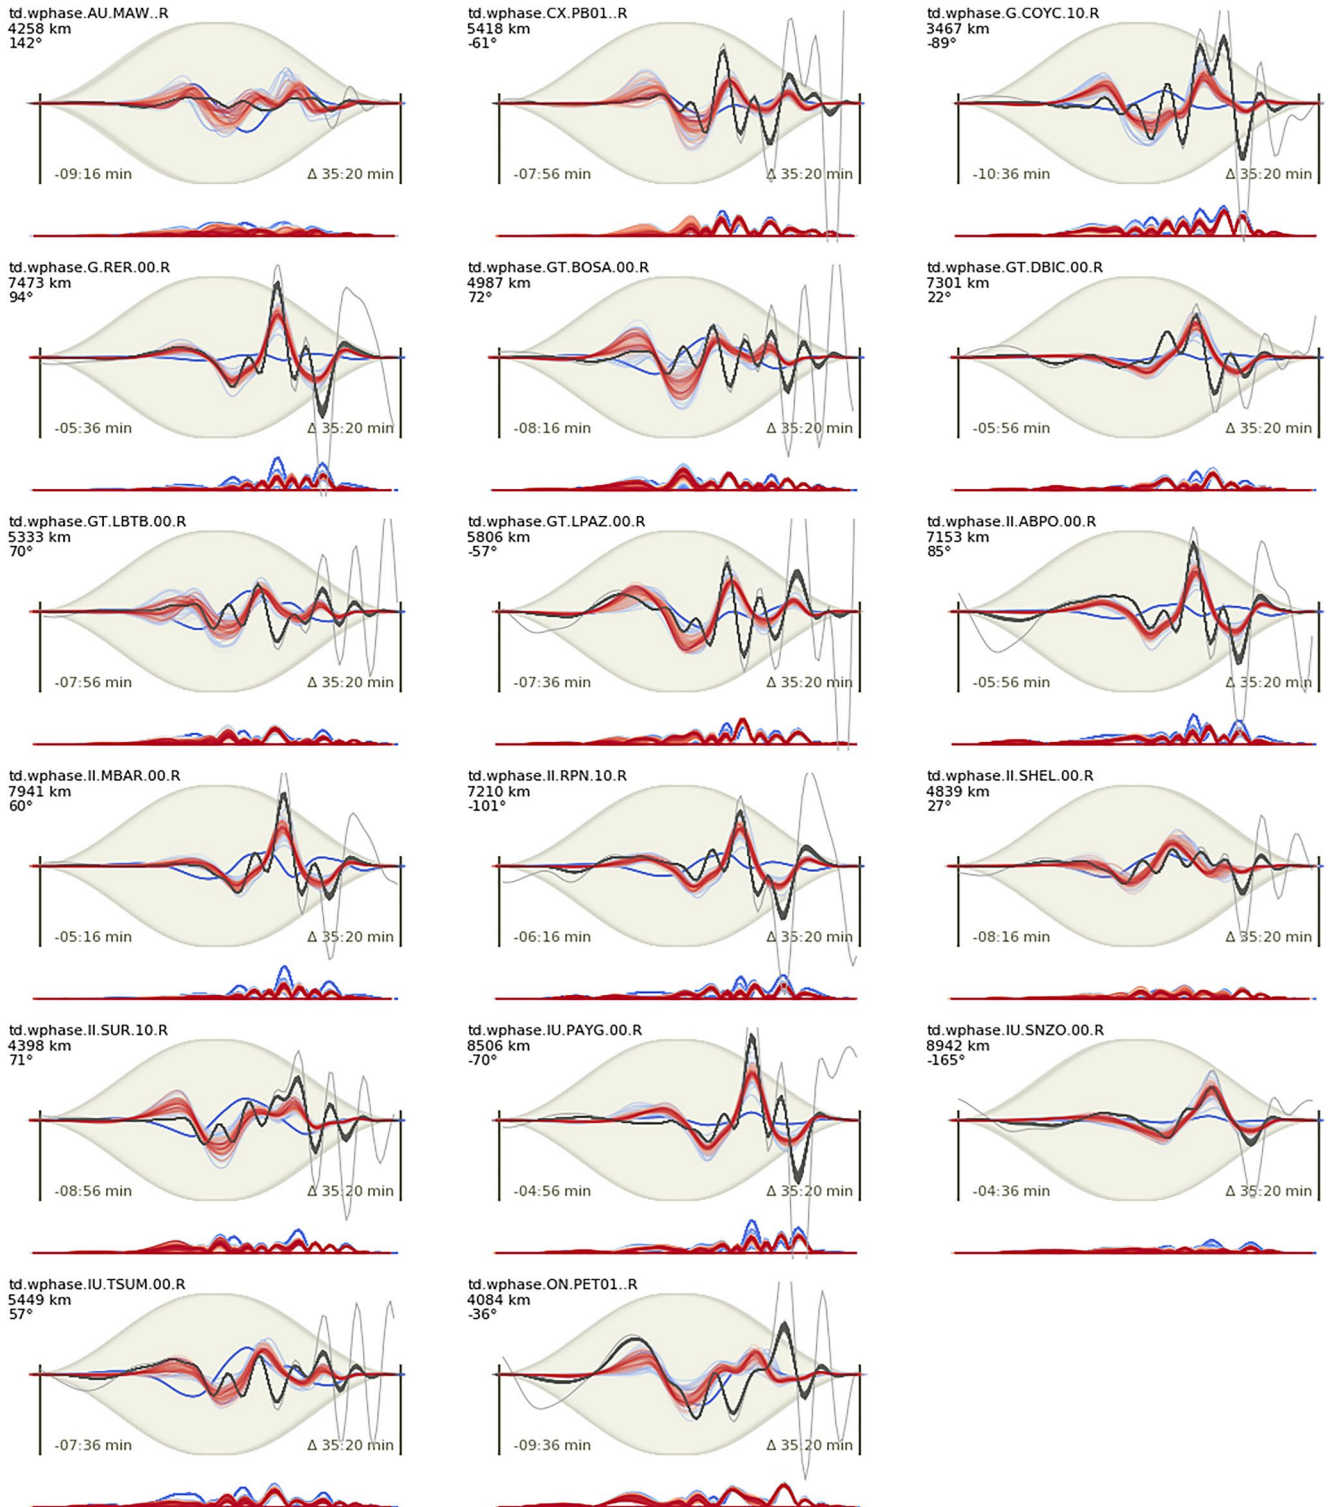 td.wphase.AU.MAW..R
4258 km
142°
-09:16 min
Δ 35:20 min
td.wphase.CX.PB01..R
5418 km
-61°
-07:56 min
Δ 35:20 min
td.wphase.G.COYC.10.R
3467 km
-89°
-10:36 min
Δ 35:20 min
td.wphase.G.RER.00.R
7473 km
94°
-05:36 min
Δ 35:20 min
td.wphase.GT.BOSA.00.R
4987 km
72°
-08:16 min
Δ 35:20 min
td.wphase.GT.DBIC.00.R
7301 km
22°
-05:56 min
Δ 35:20 min
td.wphase.GT.LBTB.00.R
5333 km
70°
-07:56 min
Δ 35:20 min
td.wphase.GT.LPAZ.00.R
5806 km
-57°
-07:36 min
Δ 35:20 min
td.wphase.II.ABPO.00.R
7153 km
85°
-05:56 min
Δ 35:20 min
td.wphase.II.MBAR.00.R
7941 km
60°
-05:16 min
Δ 35:20 min
td.wphase.II.RPN.10.R
7210 km
-101°
-06:16 min
Δ 35:20 min
td.wphase.II.SHEL.00.R
4839 km
27°
-08:16 min
Δ 35:20 min
td.wphase.II.SUR.10.R
4398 km
71°
-08:56 min
Δ 35:20 min
td.wphase.IU.PAYG.00.R
8506 km
-70°
-04:56 min
Δ 35:20 min
td.wphase.IU.SNZO.00.R
8942 km
-165°
-04:36 min
Δ 35:20 min
td.wphase.IU.TSUM.00.R
5449 km
57°
-07:36 min
Δ 35:20 min
td.wphase.ON.PET01..R
4084 km
-36°
-09:36 min
Δ 35:20 min